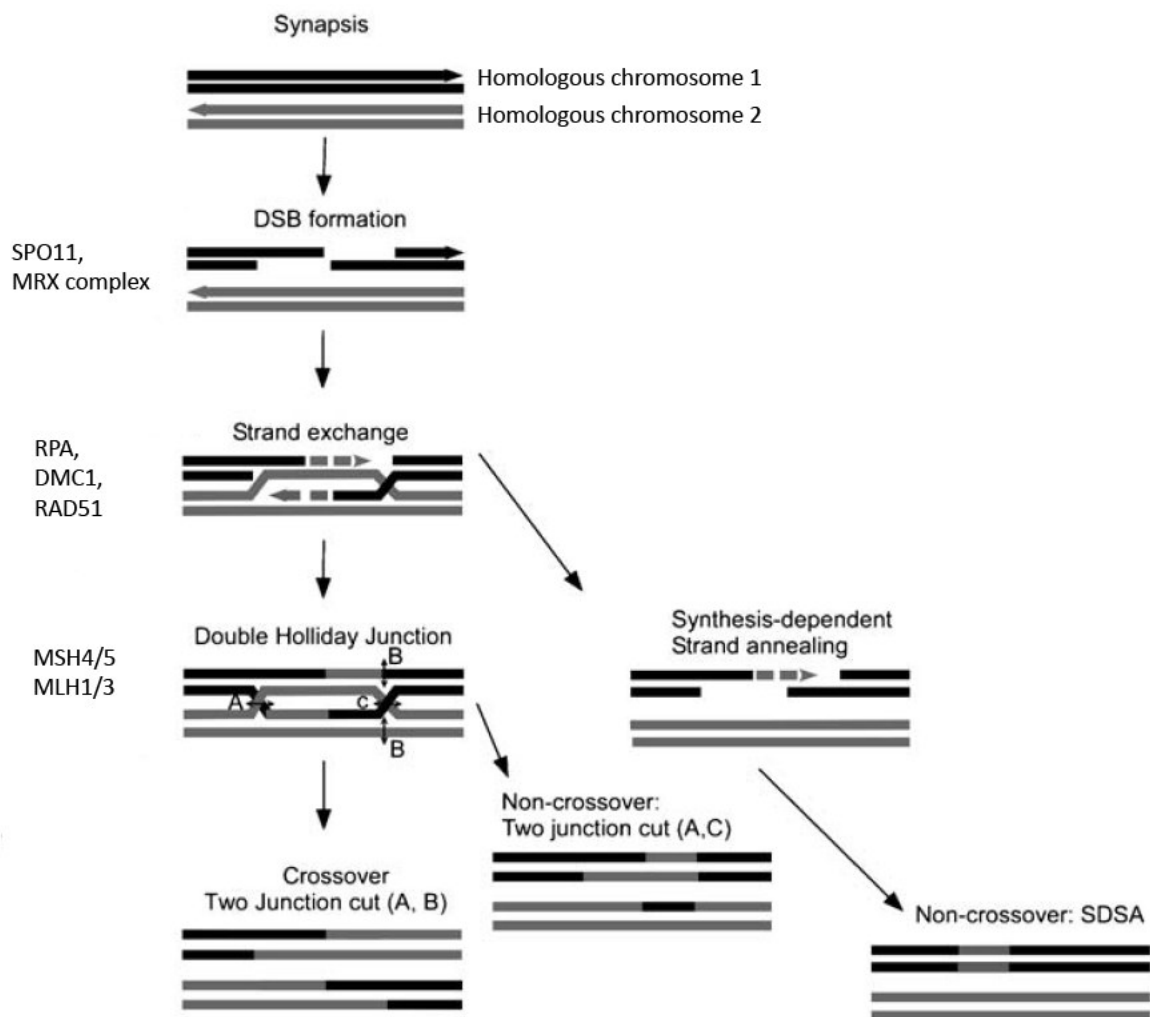 Synapsis
Homologous chromosome 1
Homologous chromosome 2
DSB formation
SPO11,
MRX complex
Strand exchange
RPA,
DMC1,
RAD51
Synthesis-dependent
Strand annealing
Double Holliday Junction
MSH4/5
MLH1/3
B
A
c
B
Non-crossover:
Two junction cut (A,C)
Crossover
Two Junction cut (A, B)
Non-crossover: SDSA